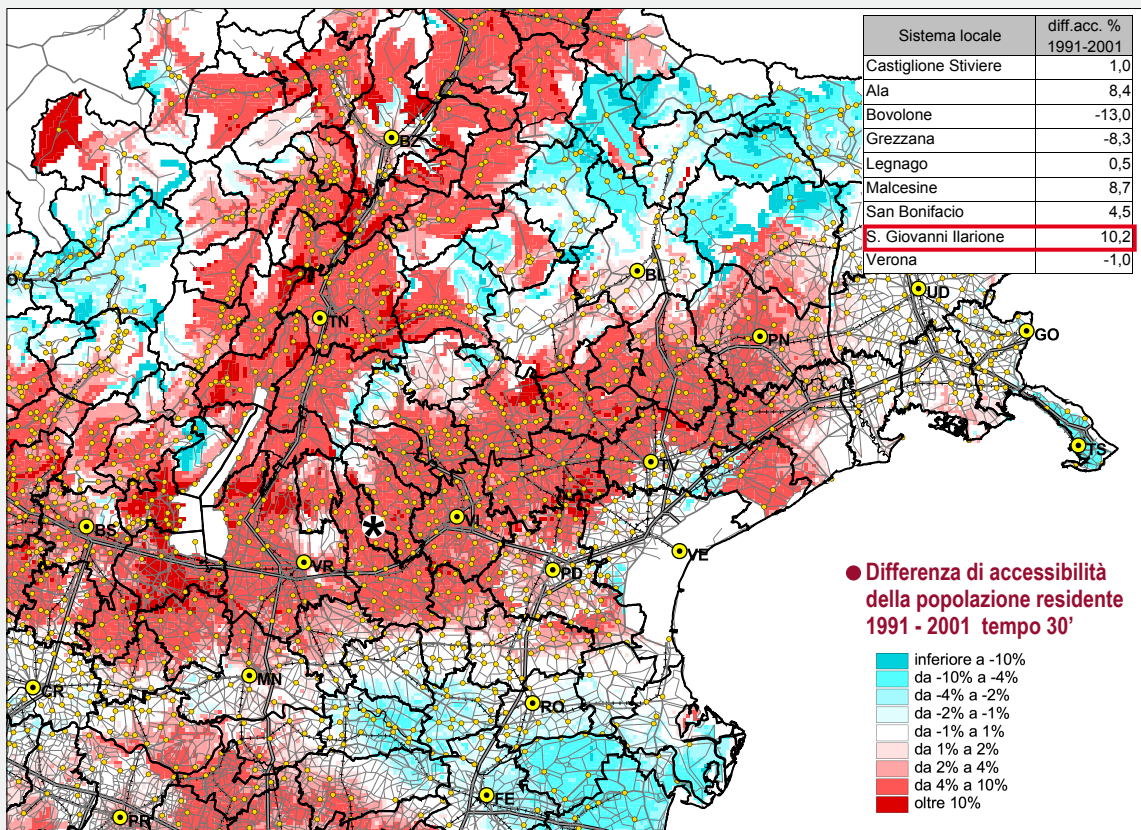 Sistema locale
diff.acc. %
1991-2001
Castiglione Stiviere 1,0
Ala 8,4
Bovolone -13,0
Grezzana -8,3
Legnago 0,5
Malcesine 8,7
San Bonifacio 4,5
S. Giovanni Ilarione 10,2
Verona -1,0
BZ
BL
UD
TN
PN
GO
TV
TS
BS
VI
*
VR
PD
VE
CR
MN
RO
FE
PR
Differenza di accessibilità
della popolazione residente
1991 - 2001 tempo 30’
inferiore a -10%
da -10% a -4%
da -4% a -2%
da -2% a -1%
da -1% a 1%
da 1% a 2%
da 2% a 4%
da 4% a 10%
oltre 10%